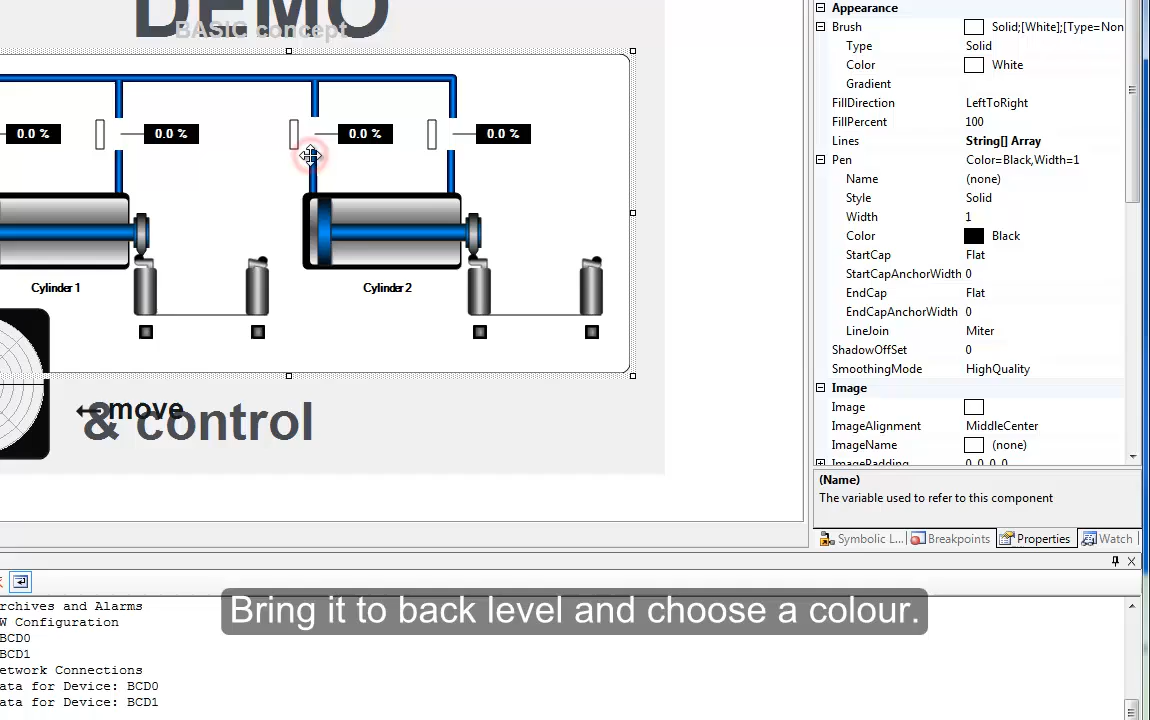 DEMO
BASIC concept
0.0 %
0.0 %
0.0 %
0.0 %
Cylinder 1
Cylinder 2
move
& control
Appearance
Brush Solid;[White];[Type=Non
Type Solid
Color White
Gradient
FillDirection LeftToRight
FillPercent 100
Lines String[] Array
Pen Color=Black,Width=1
Name (none)
Style Solid
Width 1
Color Black
StartCap Flat
StartCapAnchorWidth 0
EndCap Flat
EndCapAnchorWidth 0
LineJoin Miter
ShadowOffSet 0
SmoothingMode HighQuality
Image
Image
ImageAlignment MiddleCenter
ImageName (none)
ImagePadding 0, 0, 0, 0
(Name)
The variable used to refer to this component
Symbolic L... Breakpoints Properties Watch
Bring it to back level and choose a colour.
rchives and Alarms
W Configuration
BCD0
BCD1
etwork Connections
ata for Device: BCD0
ata for Device: BCD1